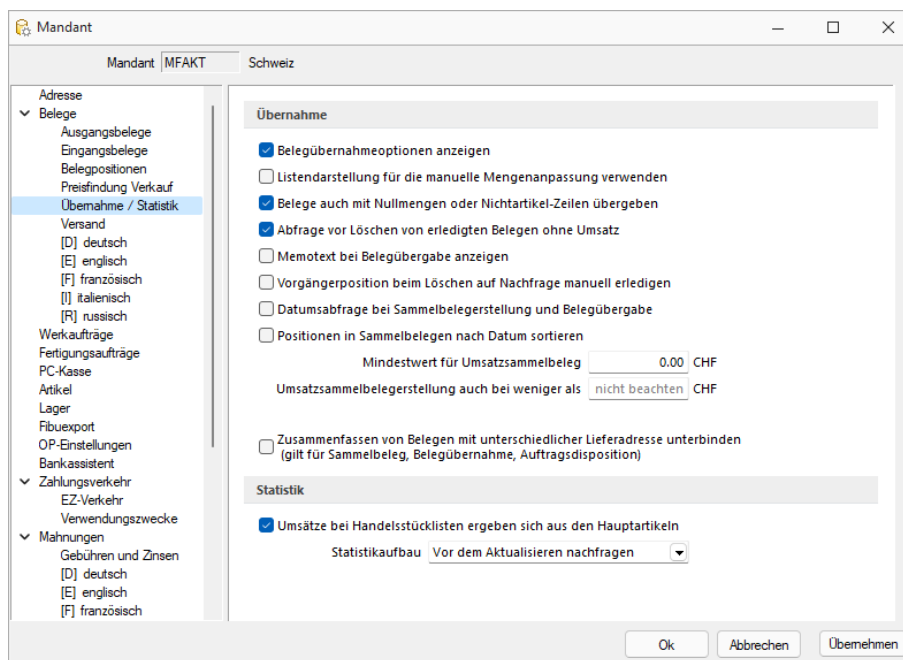 Mandant
Mandant MFAKT Schweiz
Adresse
Belege
Ausgangsbelege
Eingangsbelege
Belegpositionen
Preisfindung Verkauf
Übernahme / Statistik
Versand
[D] deutsch
[E] englisch
[F] französisch
[I] italienisch
[R] russisch
Werkaufträge
Fertigungsaufträge
PC-Kasse
Artikel
Lager
Fibuexport
OP-Einstellungen
Bankassistent
Zahlungsverkehr
EZ-Verkehr
Verwendungszwecke
Mahnungen
Gebühren und Zinsen
[D] deutsch
[E] englisch
[F] französisch
Übernahme
Belegübernahmeoptionen anzeigen
Listendarstellung für die manuelle Mengenanpassung verwenden
Belege auch mit Nullmengen oder Nichtartikel-Zeilen übergeben
Abfrage vor Löschen von erledigten Belegen ohne Umsatz
Memotext bei Belegübergabe anzeigen
Vorgängerposition beim Löschen auf Nachfrage manuell erledigen
Datumsabfrage bei Sammelbelegerstellung und Belegübergabe
Positionen in Sammelbelegen nach Datum sortieren
Mindestwert für Umsatzsammelbeleg 0.00 CHF
Umsatzsammelbelegerstellung auch bei weniger als nicht beachten CHF
Zusammenfassen von Belegen mit unterschiedlicher Lieferadresse unterbinden
(gilt für Sammelbeleg, Belegübernahme, Auftragsdisposition)
Statistik
Umsätze bei Handelsstücklisten ergeben sich aus den Hauptartikeln
Statistikaufbau Vor dem Aktualisieren nachfragen
Ok Abbrechen Übernehmen